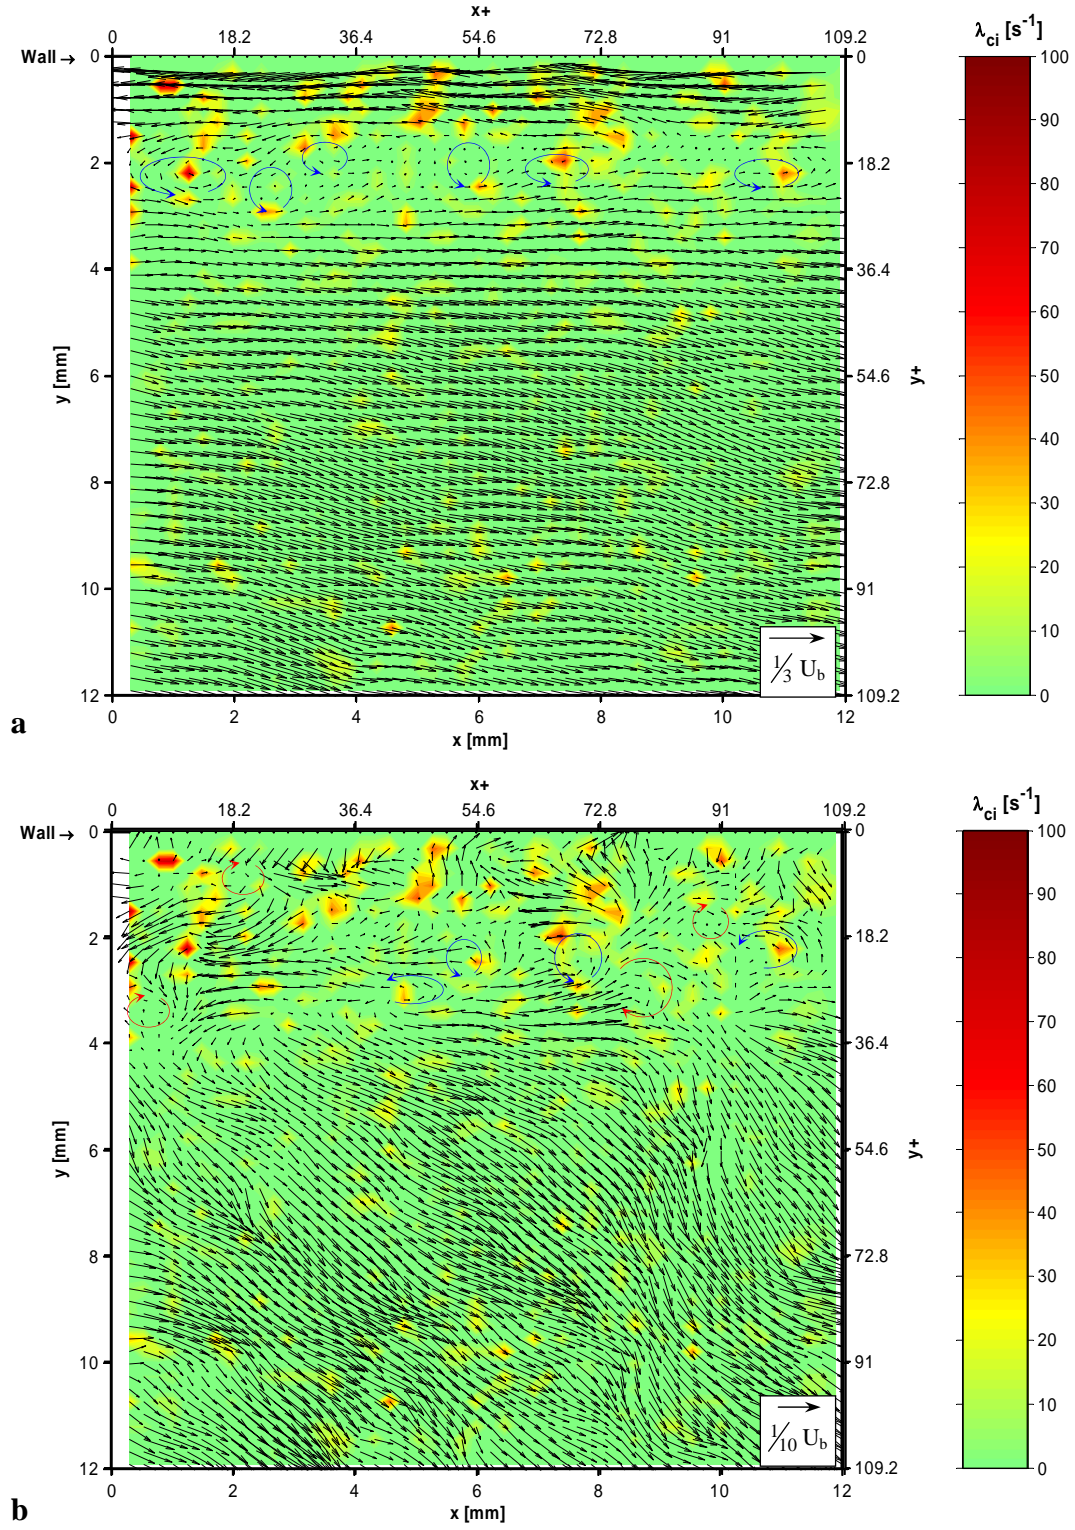 x+
0 18.2 36.4 54.6 72.8 91 109.2
Wall →
0 2 4 6 8 10 12
y [mm]
0 18.2 36.4 54.6 72.8 91 109.2
y+
1/3 U_b
0 2 4 6 8 10 12
x [mm]
a
λ_ci [s^-1]
100
90
80
70
60
50
40
30
20
10
0
x+
0 18.2 36.4 54.6 72.8 91 109.2
Wall →
0 2 4 6 8 10 12
y [mm]
0 18.2 36.4 54.6 72.8 91 109.2
y+
1/10 U_b
0 2 4 6 8 10 12
x [mm]
b
λ_ci [s^-1]
100
90
80
70
60
50
40
30
20
10
0